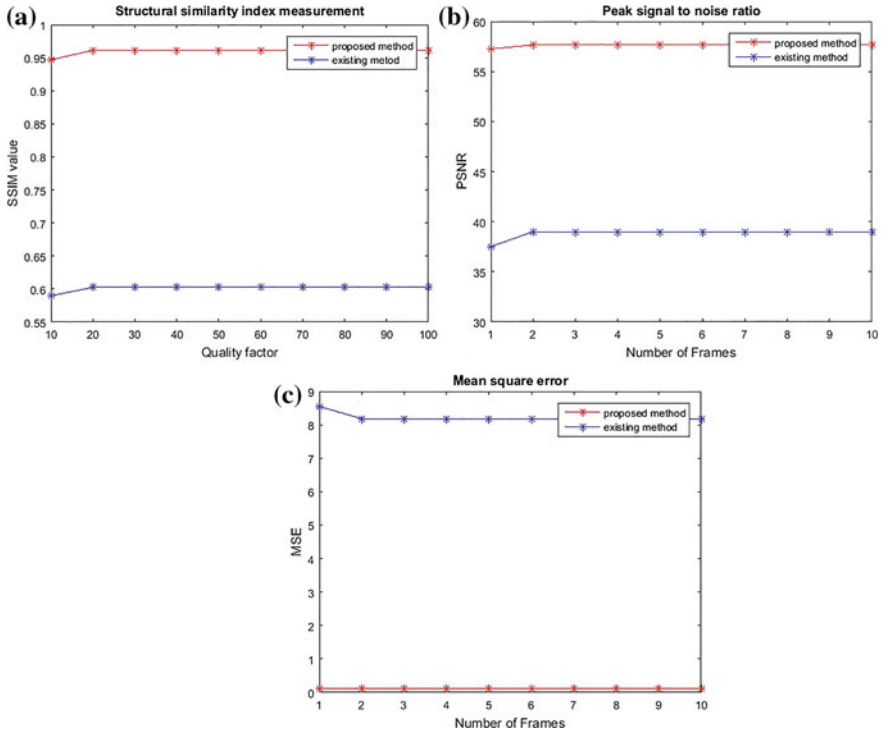 (a)
Structural similarity index measurement
1
0.95
0.9
0.85
0.8
0.75
0.7
0.65
0.6
0.55
SSIM value
10 20 30 40 50 60 70 80 90 100
Quality factor
proposed method
existing metod
(b)
Peak signal to noise ratio
60
55
50
45
40
35
30
PSNR
1 2 3 4 5 6 7 8 9 10
Number of Frames
proposed method
existing method
(c)
Mean square error
9
8
7
6
5
4
3
2
1
0
MSE
1 2 3 4 5 6 7 8 9 10
Number of Frames
proposed method
existing method